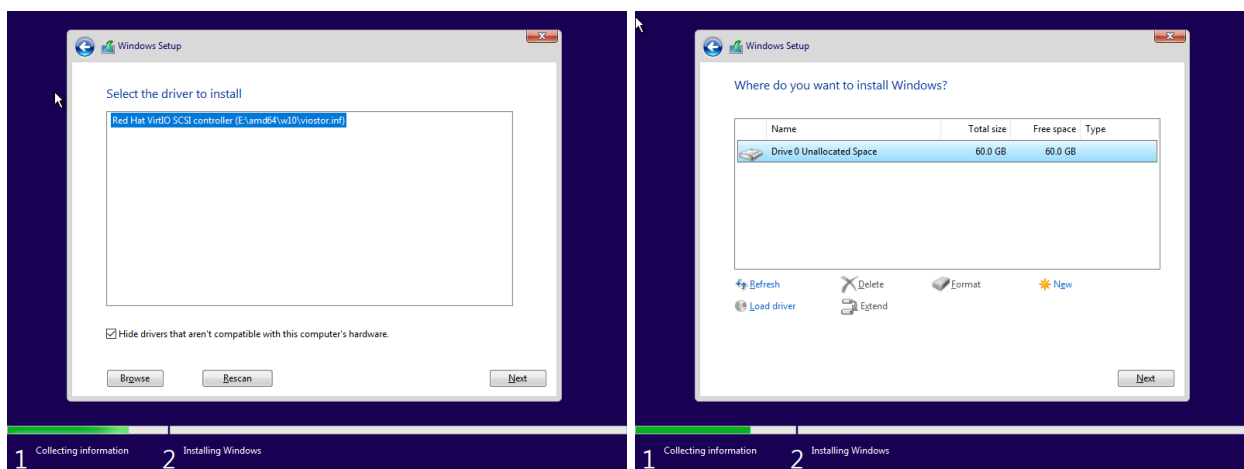 Windows Setup
Select the driver to install
Red Hat VirtIO SCSI controller (E:\amd64\w10\viostor.inf)
Hide drivers that aren't compatible with this computer's hardware.
Browse Rescan Next
1 Collecting information 2 Installing Windows
Windows Setup
Where do you want to install Windows?
Name Total size Free space Type
Drive 0 Unallocated Space 60.0 GB 60.0 GB
Refresh Delete Format New
Load driver Extend
Next
1 Collecting information 2 Installing Windows